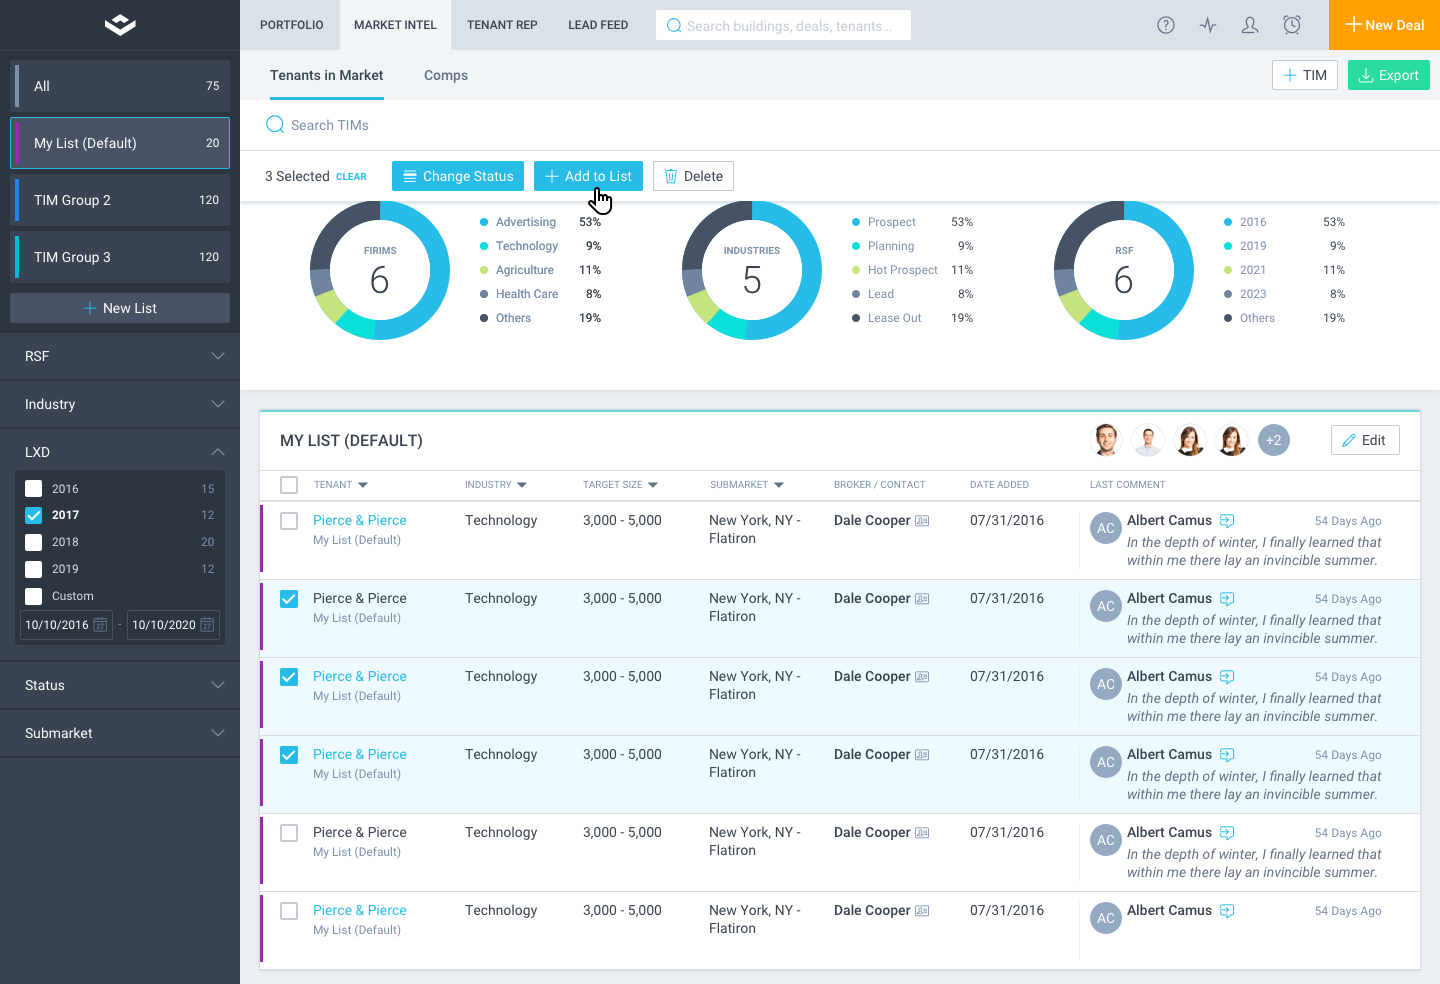 PORTFOLIO MARKET INTEL TENANT REP LEAD FEED Search buildings, deals, tenants... ? New Deal
Tenants in Market Comps TIM Export
Search TIMs
3 Selected CLEAR Change Status Add to List Delete
All 75
My List (Default) 20
TIM Group 2 120
TIM Group 3 120
New List
RSF
Industry
LXD
2016 15
2017 12
2018 20
2019 12
Custom
10/10/2016 27 - 10/10/2020 27
Status
Submarket
FIRIMS
6
Advertising 53%
Technology 9%
Agriculture 11%
Health Care 8%
Others 19%
INDUSTRIES
5
Prospect 53%
Planning 9%
Hot Prospect 11%
Lead 8%
Lease Out 19%
RSF
6
2016 53%
2019 9%
2021 11%
2023 8%
Others 19%
MY LIST (DEFAULT) +2 Edit
TENANT INDUSTRY TARGET SIZE SUBMARKET BROKER / CONTACT DATE ADDED LAST COMMENT
Pierce & Pierce Technology 3,000 - 5,000 New York, NY - Dale Cooper 07/31/2016 AC Albert Camus 54 Days Ago
My List (Default) Flatiron In the depth of winter, I finally learned that
within me there lay an invincible summer.
Pierce & Pierce Technology 3,000 - 5,000 New York, NY - Dale Cooper 07/31/2016 AC Albert Camus 54 Days Ago
My List (Default) Flatiron In the depth of winter, I finally learned that
within me there lay an invincible summer.
Pierce & Pierce Technology 3,000 - 5,000 New York, NY - Dale Cooper 07/31/2016 AC Albert Camus 54 Days Ago
My List (Default) Flatiron In the depth of winter, I finally learned that
within me there lay an invincible summer.
Pierce & Pierce Technology 3,000 - 5,000 New York, NY - Dale Cooper 07/31/2016 AC Albert Camus 54 Days Ago
My List (Default) Flatiron In the depth of winter, I finally learned that
within me there lay an invincible summer.
Pierce & Pierce Technology 3,000 - 5,000 New York, NY - Dale Cooper 07/31/2016 AC Albert Camus 54 Days Ago
My List (Default) Flatiron In the depth of winter, I finally learned that
within me there lay an invincible summer.
Pierce & Pierce Technology 3,000 - 5,000 New York, NY - Dale Cooper 07/31/2016 AC Albert Camus 54 Days Ago
My List (Default) Flatiron